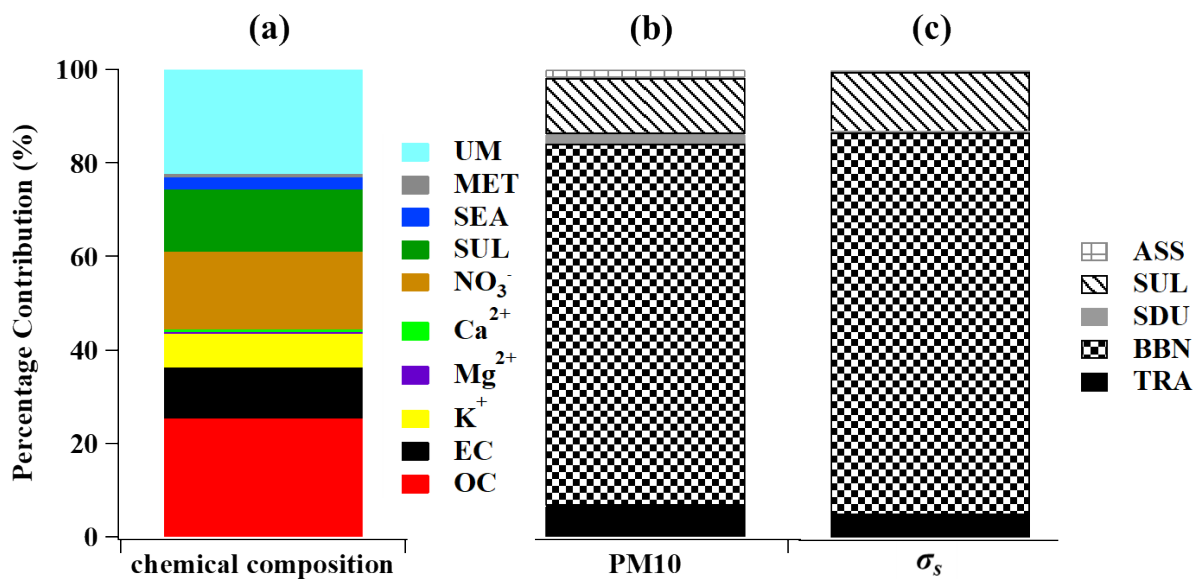 (a)
(b)
(c)
Percentage Contribution (%)
100
80
60
40
20
0
UM
MET
SEA
SUL
NO₃⁻
Ca²⁺
Mg²⁺
K⁺
EC
OC
ASS
SUL
SDU
BBN
TRA
chemical composition
PM10
σₛ